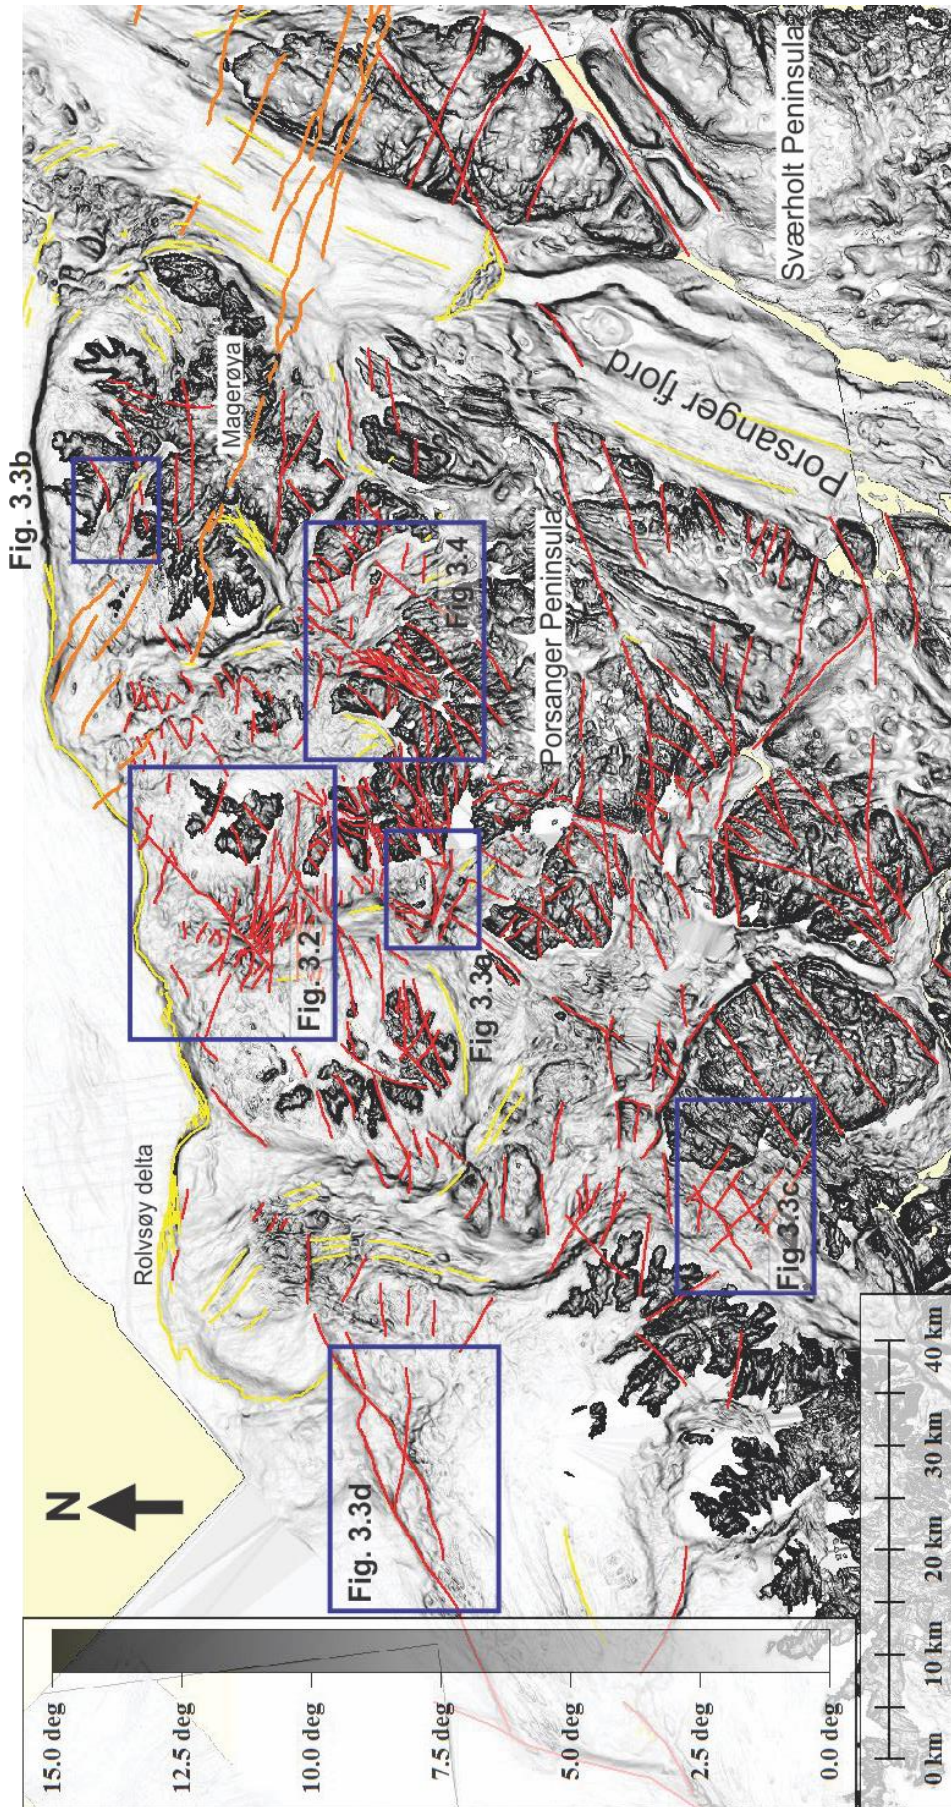 Fig. 3.3b
Sværholt Peninsula
Magerøya
Porsanger fjord
Fig. 3.4
Porsanger Peninsula
Fig. 3.2
Fig 3.3a
Rolvsøy delta
Fig. 3.3c
Fig. 3.3d
N
15.0 deg
12.5 deg
10.0 deg
7.5 deg
5.0 deg
2.5 deg
0.0 deg
0 km
10 km
20 km
30 km
40 km